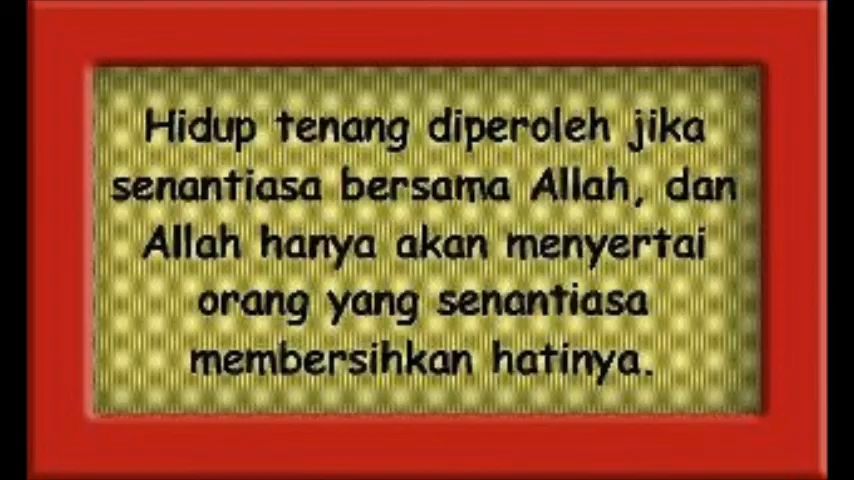 Hidup tenang diperoleh jika
senantiasa bersama Allah, dan
Allah hanya akan menyertai
orang yang senantiasa
membersihkan hatinya.